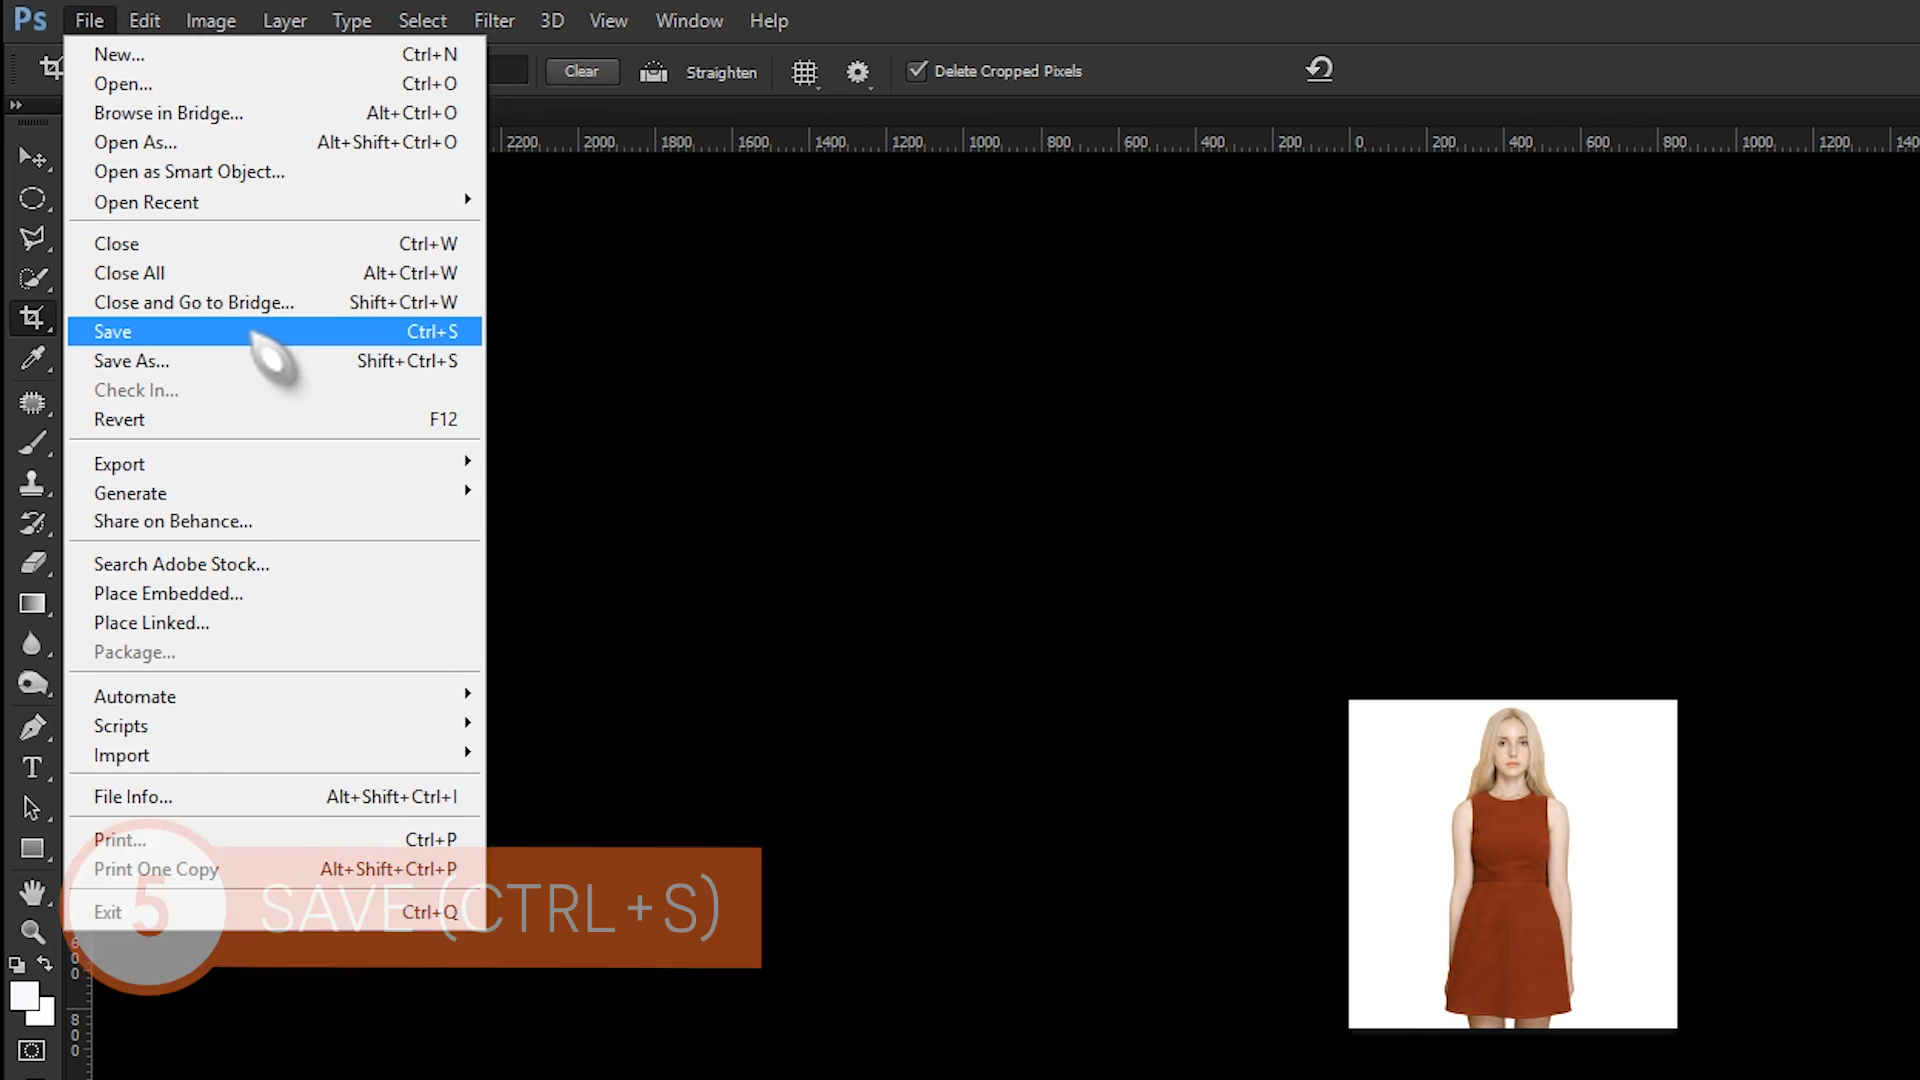 Ps File Edit Image Layer Type Select Filter 3D View Window Help
Clear Straighten Delete Cropped Pixels
2200 2000 1800 1600 1400 1200 1000 800 600 400 200 0 200 400 600 800 1000 1200 140
New... Ctrl+N
Open... Ctrl+O
Browse in Bridge... Alt+Ctrl+O
Open As... Alt+Shift+Ctrl+O
Open as Smart Object...
Open Recent
Close Ctrl+W
Close All Alt+Ctrl+W
Close and Go to Bridge... Shift+Ctrl+W
Save Ctrl+S
Save As... Shift+Ctrl+S
Check In...
Revert F12
Export
Generate
Share on Behance...
Search Adobe Stock...
Place Embedded...
Place Linked...
Package...
Automate
Scripts
Import
File Info... Alt+Shift+Ctrl+I
Print... Ctrl+P
Print One Copy Alt+Shift+Ctrl+P
Exit Ctrl+Q
5 SAVE (CTRL+S)
600
800